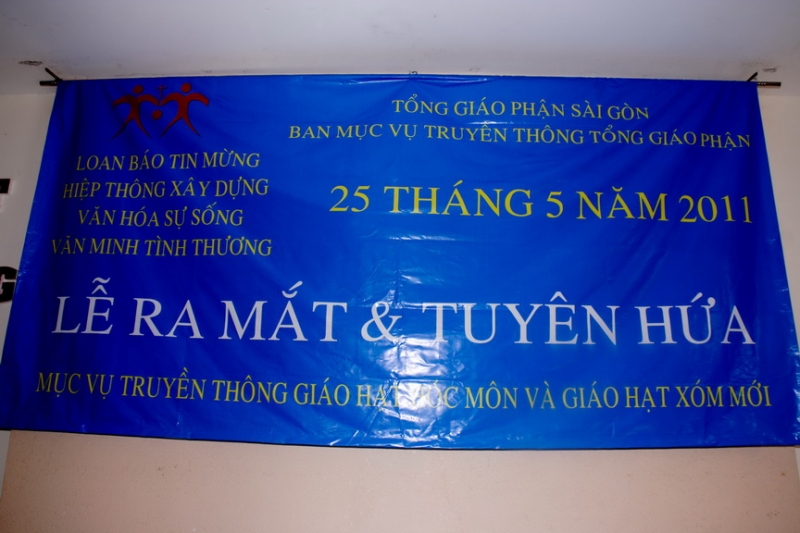 TỔNG GIÁO PHẬN SÀI GÒN
BAN MỤC VỤ TRUYỀN THÔNG TỔNG GIÁO PHẬN
LOAN BÁO TIN MỪNG
HIỆP THÔNG XÂY DỰNG
VĂN HÓA SỰ SỐNG
VĂN MINH TÌNH THƯƠNG
25 THÁNG 5 NĂM 2011
LỄ RA MẮT & TUYÊN HỨA
MỤC VỤ TRUYỀN THÔNG GIÁO HẠT HÓC MÔN VÀ GIÁO HẠT XÓM MỚI